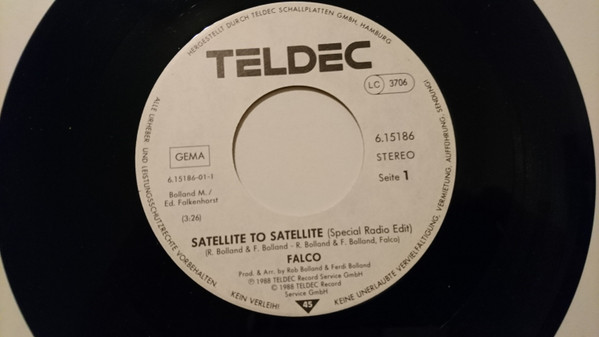 HERGESTELLT DURCH TELDEC SCHALLPLATTEN GMBH, HAMBURG
TELDEC
LC 3706
GEMA
6.15186
STEREO
6.15186-01-1
Seite 1
Bolland M./
Ed. Falkenhorst
(3:26)
SATELLITE TO SATELLITE (Special Radio Edit)
(R. Bolland & F. Bolland - R. Bolland & F. Bolland, Falco)
FALCO
Prod. & Arr. by Rob Bolland & Ferdi Bolland
Ⓟ 1988 TELDEC Record Service GmbH
© 1988 TELDEC Record
Service GmbH
45
ALLE URHEBER- UND LEISTUNGSSCHUTZRECHTE VORBEHALTEN
KEIN VERLEIH!
KEINE UNERLAUBTE VERVIELFÄLTIGUNG, VERMIETUNG, AUFFÜHRUNG, SENDUNG!